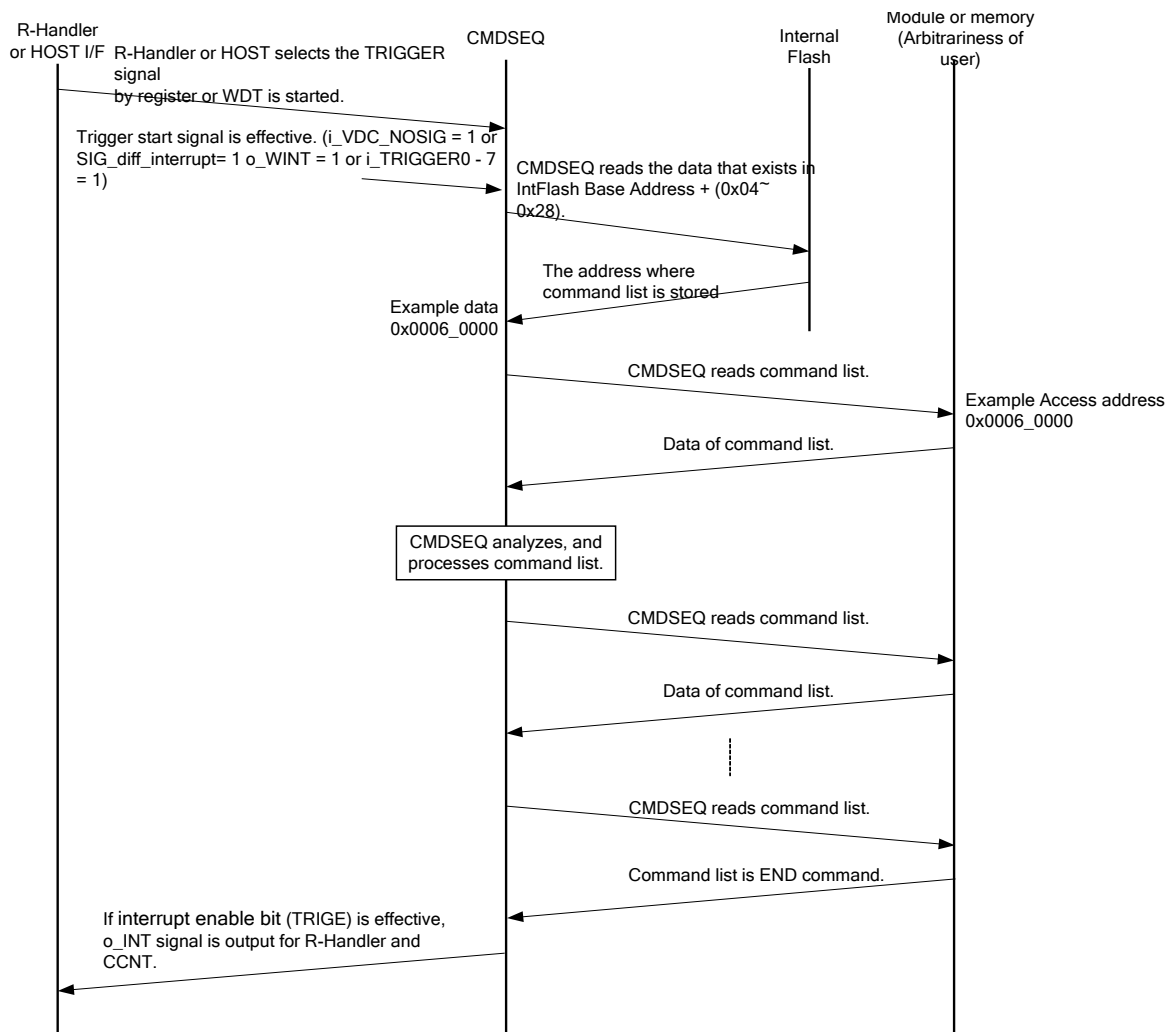 R-Handler
or HOST I/F
CMDSEQ
Internal
Flash
Module or memory
(Arbitrariness of
user)
R-Handler or HOST selects the TRIGGER
signal
by register or WDT is started.
Trigger start signal is effective. (i_VDC_NOSIG = 1 or
SIG_diff_interrupt= 1 o_WINT = 1 or i_TRIGGER0 - 7
= 1)
CMDSEQ reads the data that exists in
IntFlash Base Address + (0x04~
0x28).
The address where
command list is stored
Example data
0x0006_0000
CMDSEQ reads command list.
Example Access address
0x0006_0000
Data of command list.
CMDSEQ analyzes, and
processes command list.
CMDSEQ reads command list.
Data of command list.
CMDSEQ reads command list.
Command list is END command.
If interrupt enable bit (TRIGE) is effective,
o_INT signal is output for R-Handler and
CCNT.